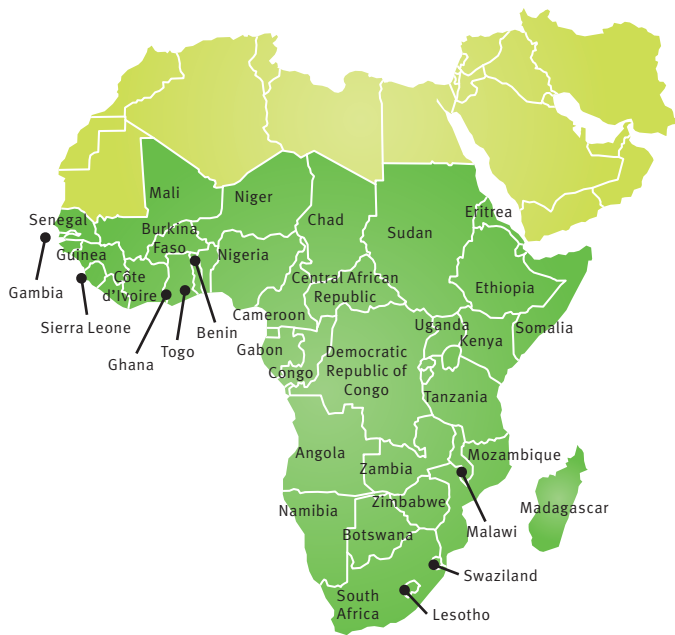 Mali
Niger
Chad
Sudan
Eritrea
Senegal
Burkina
Faso
Nigeria
Guinea
Gambia
Côte
d'Ivoire
Sierra Leone
Ghana
Togo
Benin
Central African
Republic
Ethiopia
Cameroon
Gabon
Congo
Democratic
Republic of
Congo
Uganda
Kenya
Somalia
Tanzania
Angola
Zambia
Mozambique
Malawi
Madagascar
Namibia
Zimbabwe
Botswana
Swaziland
South
Africa
Lesotho